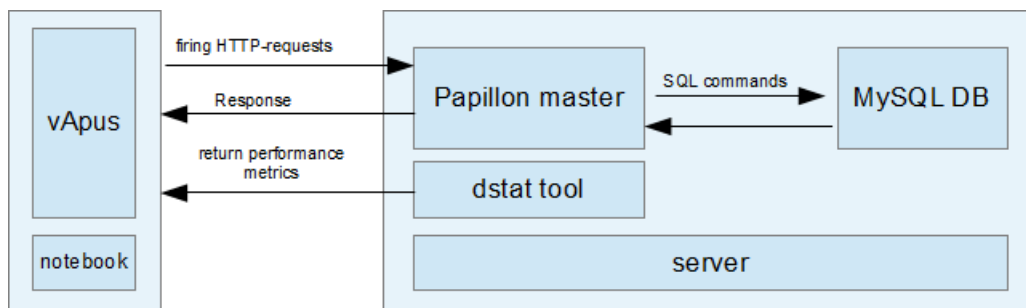 firing HTTP-requests
Response
return performance
metrics
vApus
notebook
Papillon master
SQL commands
MySQL DB
dstat tool
server